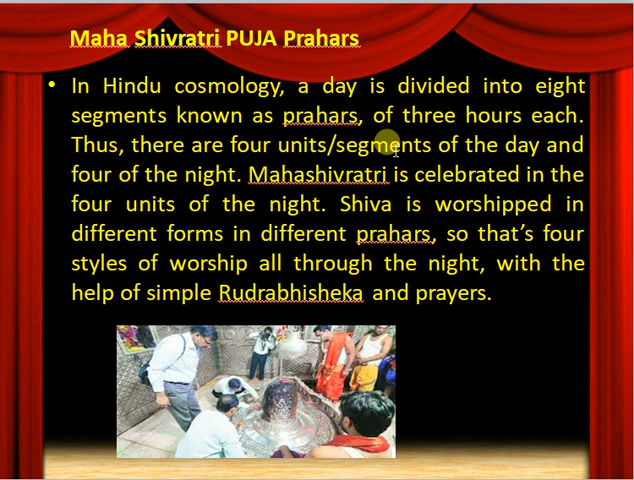 Maha Shivratri PUJA Prahars
• In Hindu cosmology, a day is divided into eight
segments known as prahars, of three hours each.
Thus, there are four units/segments of the day and
four of the night. Mahashivratri is celebrated in the
four units of the night. Shiva is worshipped in
different forms in different prahars, so that’s four
styles of worship all through the night, with the
help of simple Rudrabhisheka and prayers.